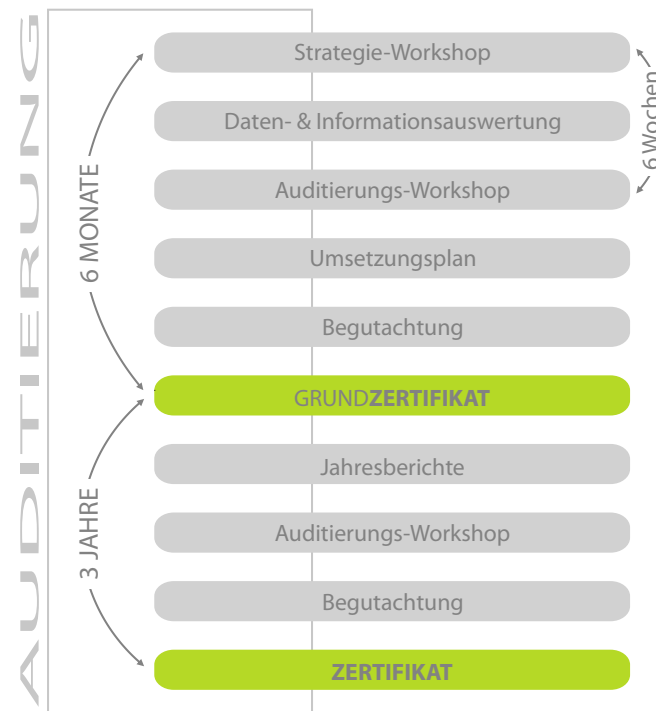 AUDITIERUNG
6 MONATE
3 JAHRE
Strategie-Workshop
Daten- & Informationsauswertung
Auditierungs-Workshop
Umsetzungsplan
Begutachtung
GRUNDZERTIFIKAT
Jahresberichte
Auditierungs-Workshop
Begutachtung
ZERTIFIKAT
6 Wochen